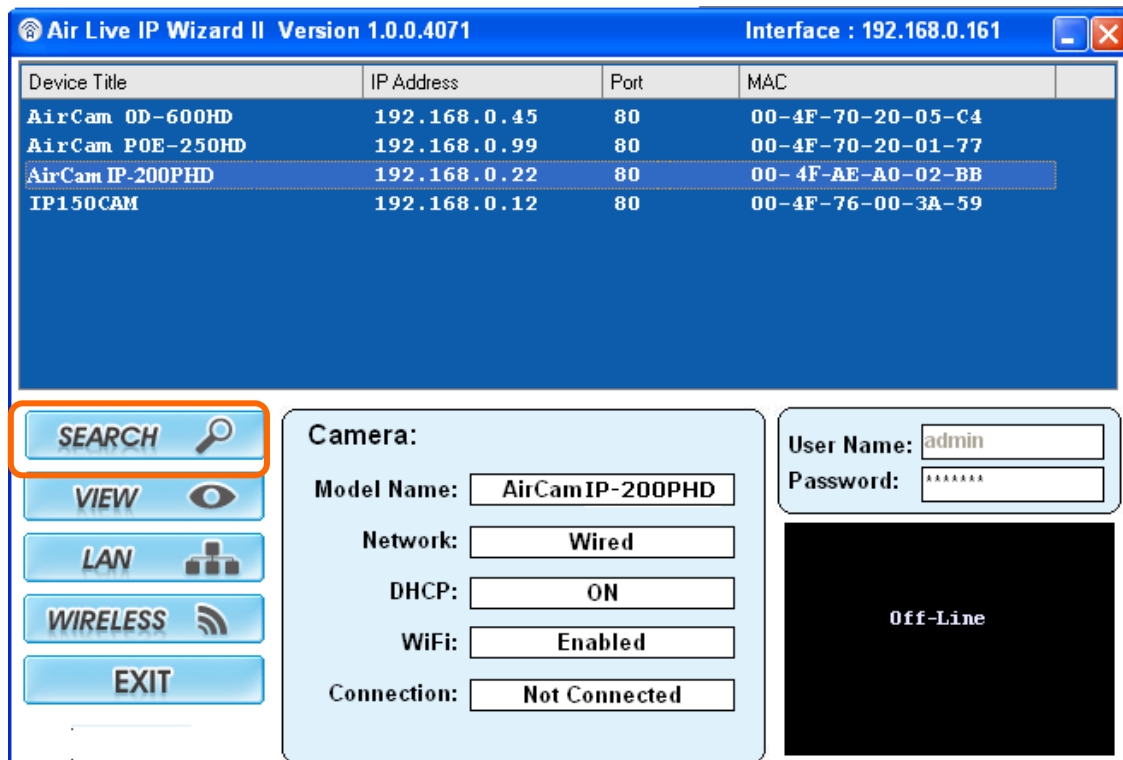 Air Live IP Wizard II Version 1.0.0.4071 Interface : 192.168.0.161
Device Title IP Address Port MAC
AirCam OD-600HD 192.168.0.45 80 00-4F-70-20-05-C4
AirCam POE-250HD 192.168.0.99 80 00-4F-70-20-01-77
AirCam IP-200PHD 192.168.0.22 80 00- 4F-AE-A0-02-BB
IP150CAM 192.168.0.12 80 00-4F-76-00-3A-59
SEARCH
VIEW
LAN
WIRELESS
EXIT
Camera:
Model Name: AirCamIP-200PHD
Network: Wired
DHCP: ON
WiFi: Enabled
Connection: Not Connected
User Name: admin
Password: *******
Off-Line